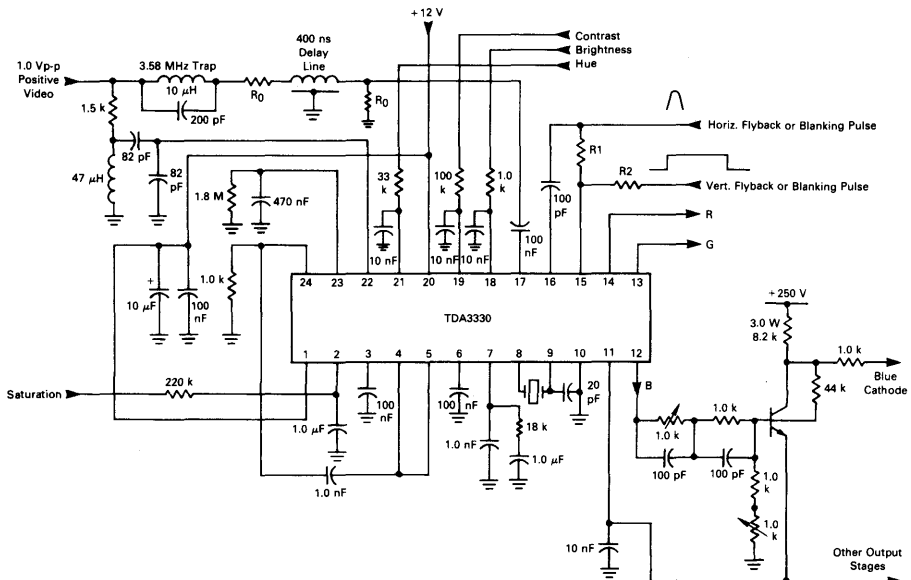 +12 V
400 ns
Delay
Line
1.0 Vp-p
Positive
Video
3.58 MHz Trap
10 μH
200 pF
R0
R0
1.5 k
82 pF
82
pF
47 μH
1.8 M
470 nF
Contrast
Brightness
Hue
Horiz. Flyback or Blanking Pulse
R1
R2
Vert. Flyback or Blanking Pulse
R
G
33
k
100
k
1.0
k
100
pF
10 nF
10 nF
10 nF
100
nF
+
10 μF
100
nF
1.0 k
24
23
22
21
20
19
18
17
16
15
14
13
TDA3330
1
2
3
4
5
6
7
8
9
10
11
12
+250 V
3.0 W
8.2 k
1.0 k
Blue
Cathode
44 k
Saturation
220 k
1.0 μF
100
nF
1.0 nF
100
nF
1.0 nF
18 k
1.0 μF
20
pF
B
1.0 k
1.0 k
100 pF
100 pF
1.0
k
1.0
k
10 nF
Other Output
Stages